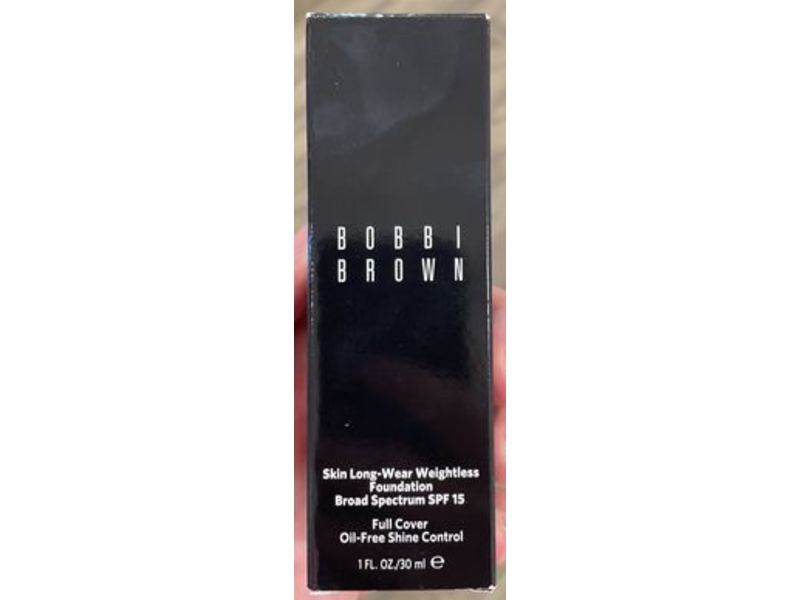 BOBBI
BROWN
Skin Long-Wear Weightless
Foundation
Broad Spectrum SPF 15
Full Cover
Oil-Free Shine Control
1 FL. OZ./30 ml ℮